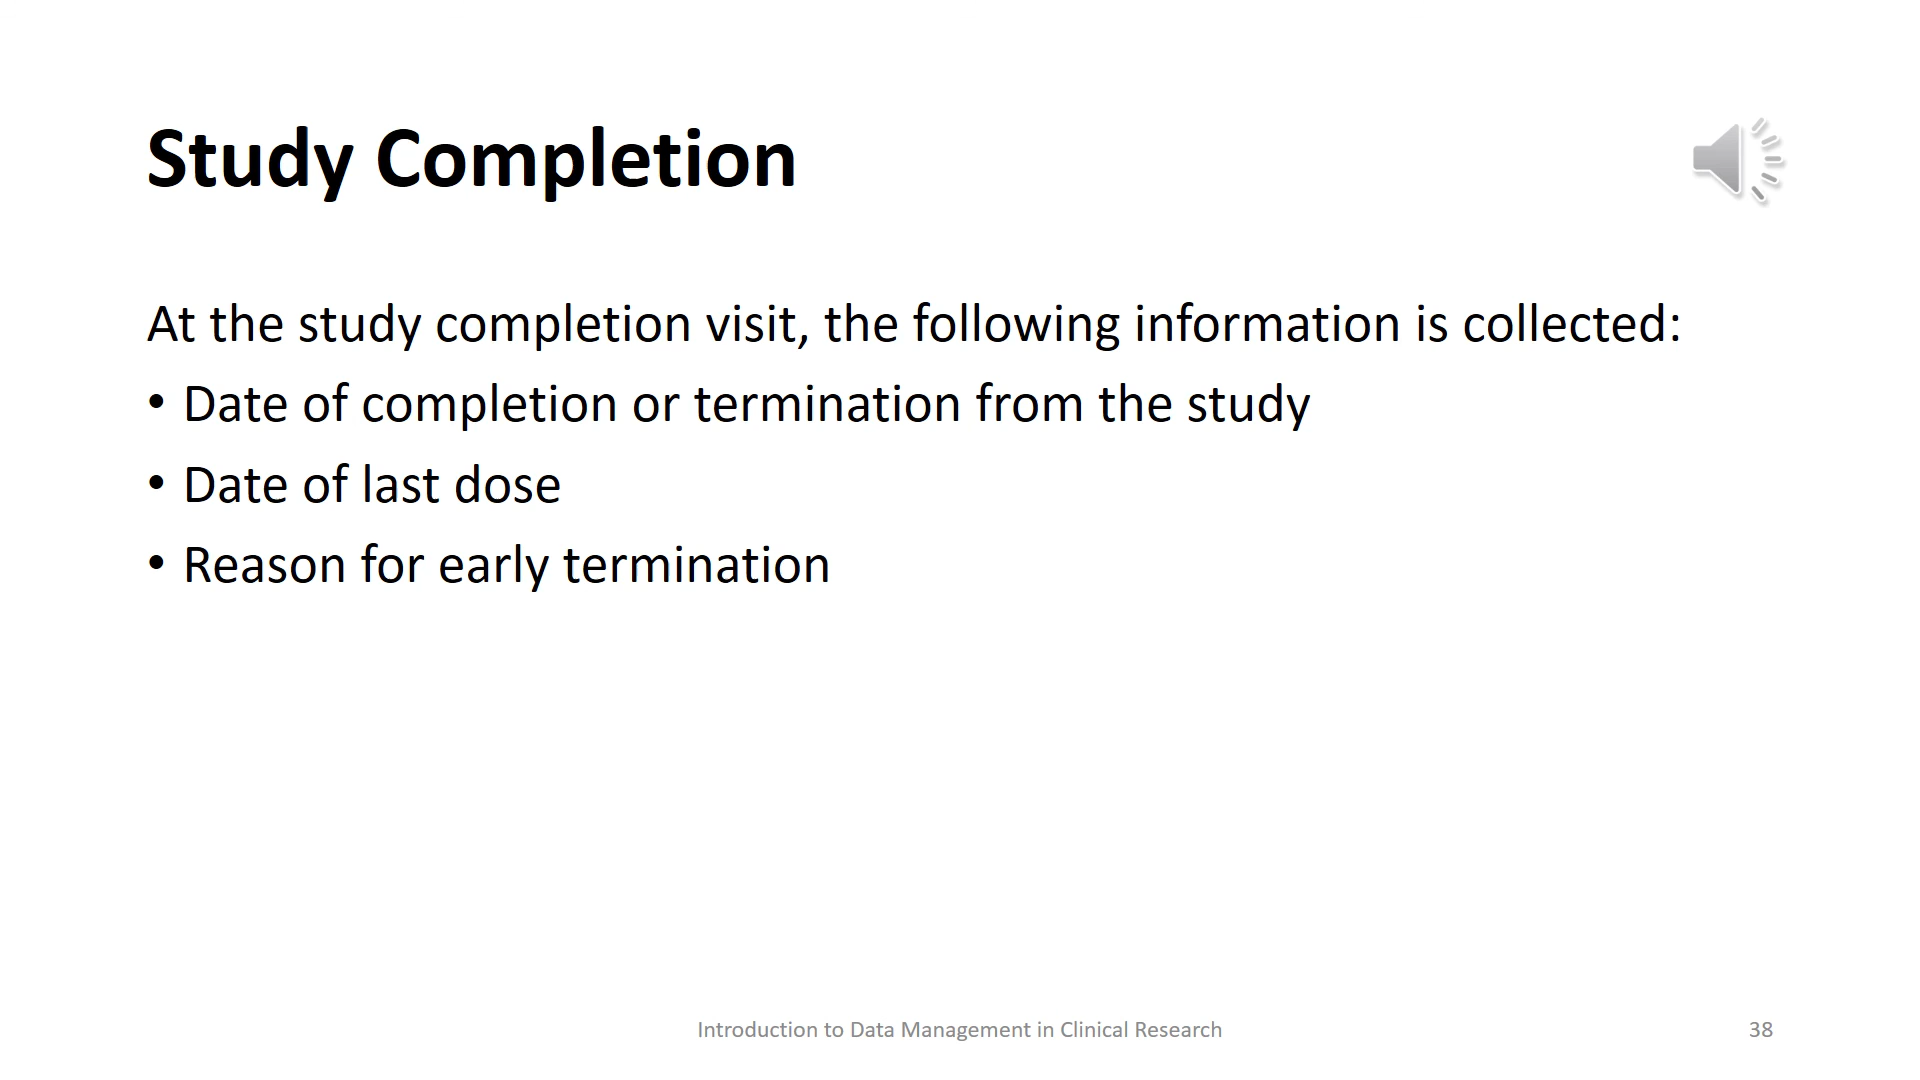 Study Completion
At the study completion visit, the following information is collected:
• Date of completion or termination from the study
• Date of last dose
• Reason for early termination
Introduction to Data Management in Clinical Research
38